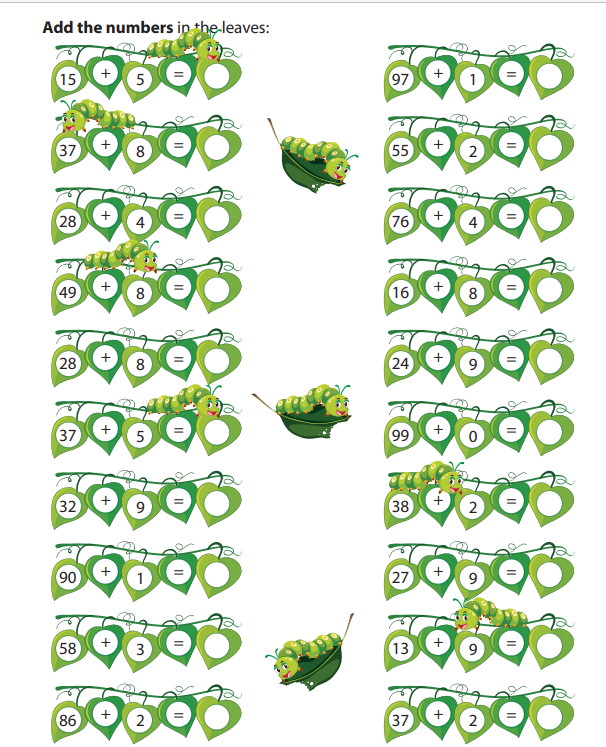 Add the numbers in the leaves:
15 + 5 =
37 + 8 =
28 + 4 =
49 + 8 =
28 + 8 =
37 + 5 =
32 + 9 =
90 + 1 =
58 + 3 =
86 + 2 =
97 + 1 =
55 + 2 =
76 + 4 =
16 + 8 =
24 + 9 =
99 + 0 =
38 + 2 =
27 + 9 =
13 + 9 =
37 + 2 =